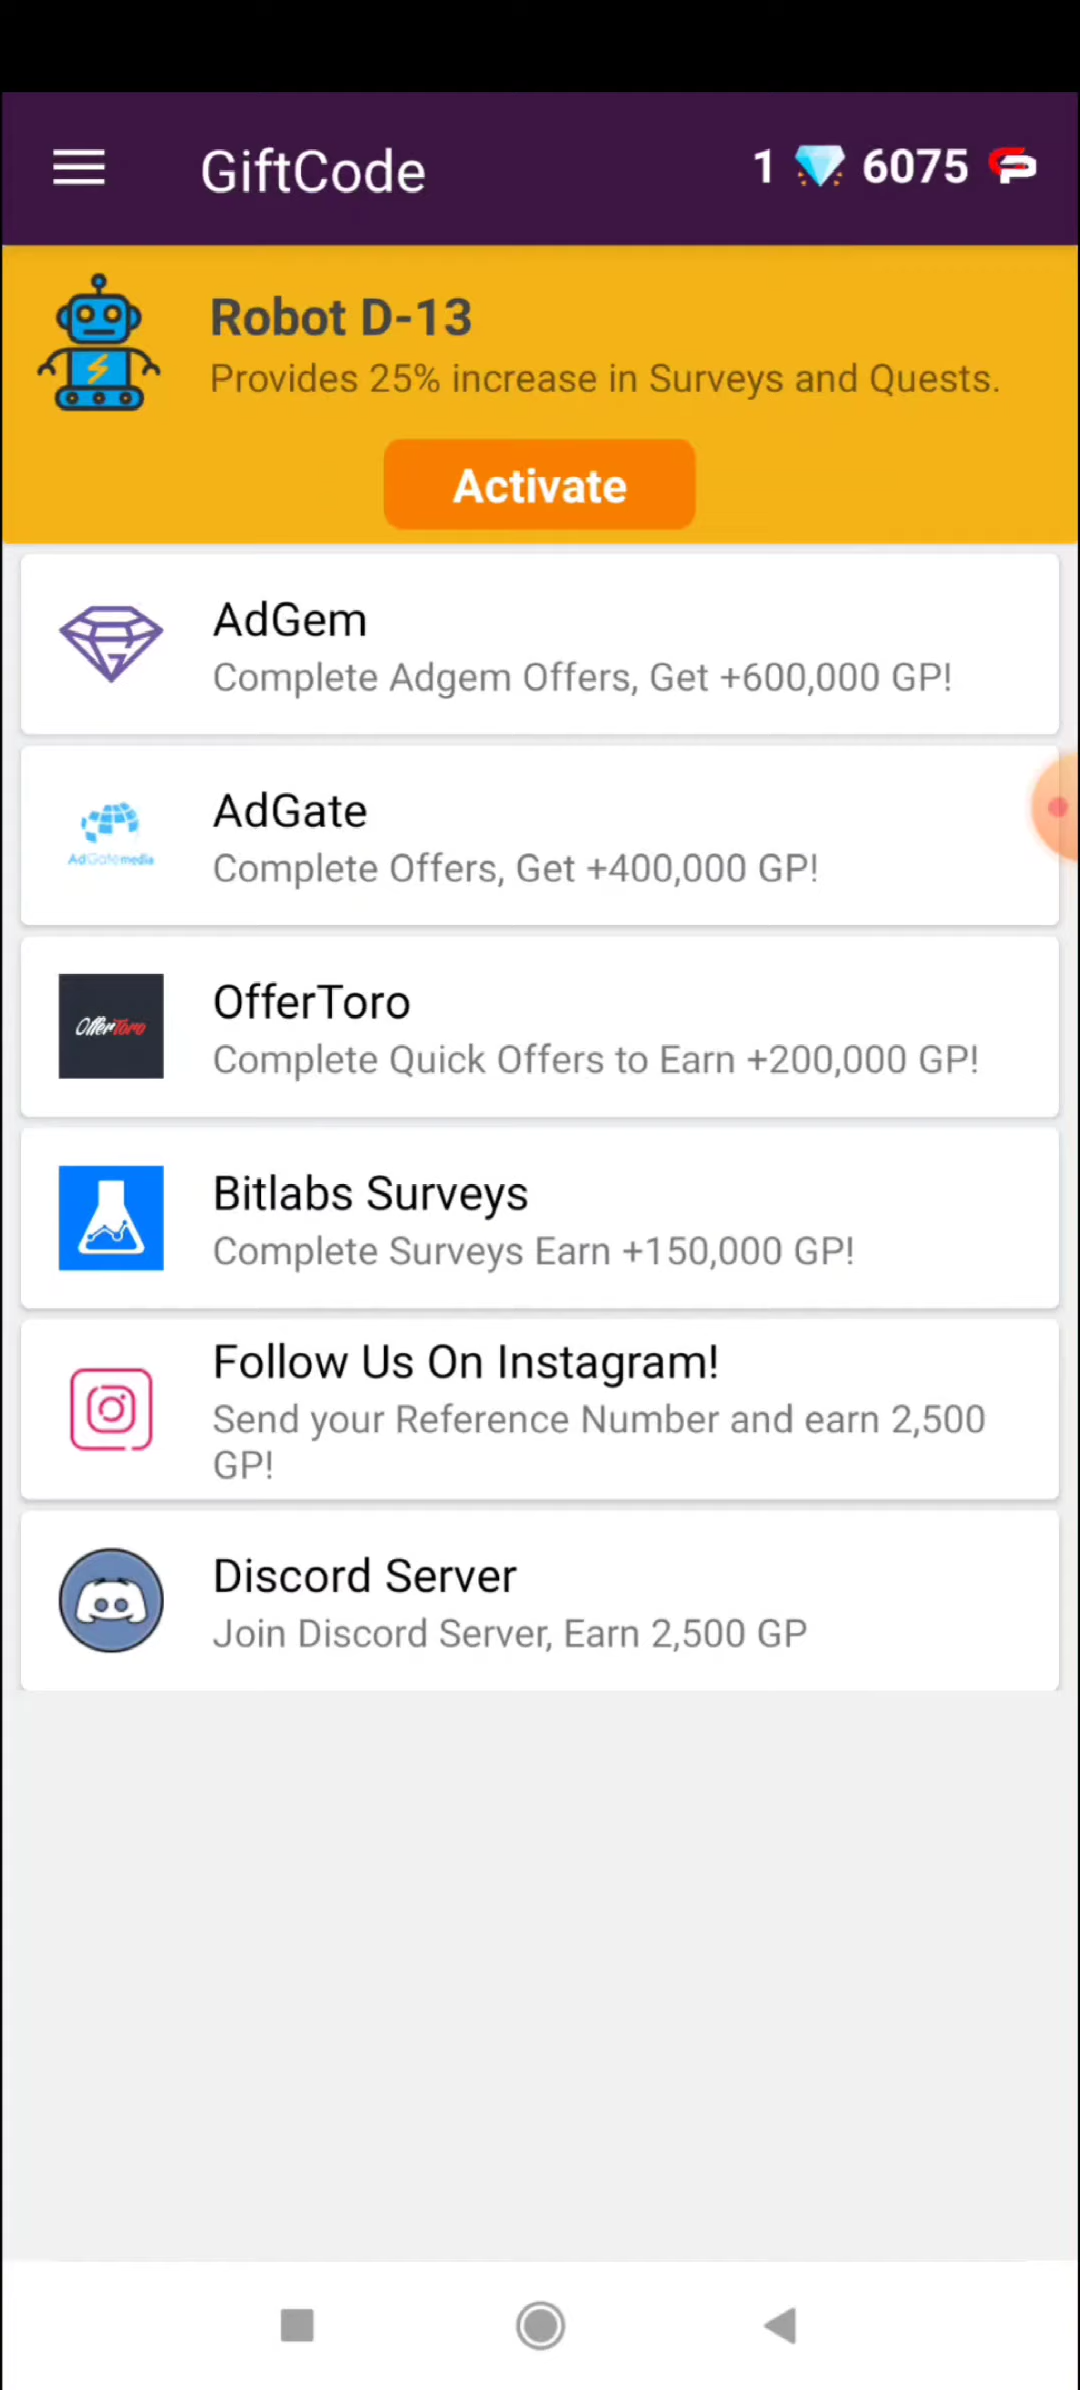 GiftCode
1 6075
Robot D-13
Provides 25% increase in Surveys and Quests.
Activate
AdGem
Complete Adgem Offers, Get +600,000 GP!
AdGate
AdGatemedia
Complete Offers, Get +400,000 GP!
OfferToro
OfferToro
Complete Quick Offers to Earn +200,000 GP!
Bitlabs Surveys
Complete Surveys Earn +150,000 GP!
Follow Us On Instagram!
Send your Reference Number and earn 2,500
GP!
Discord Server
Join Discord Server, Earn 2,500 GP